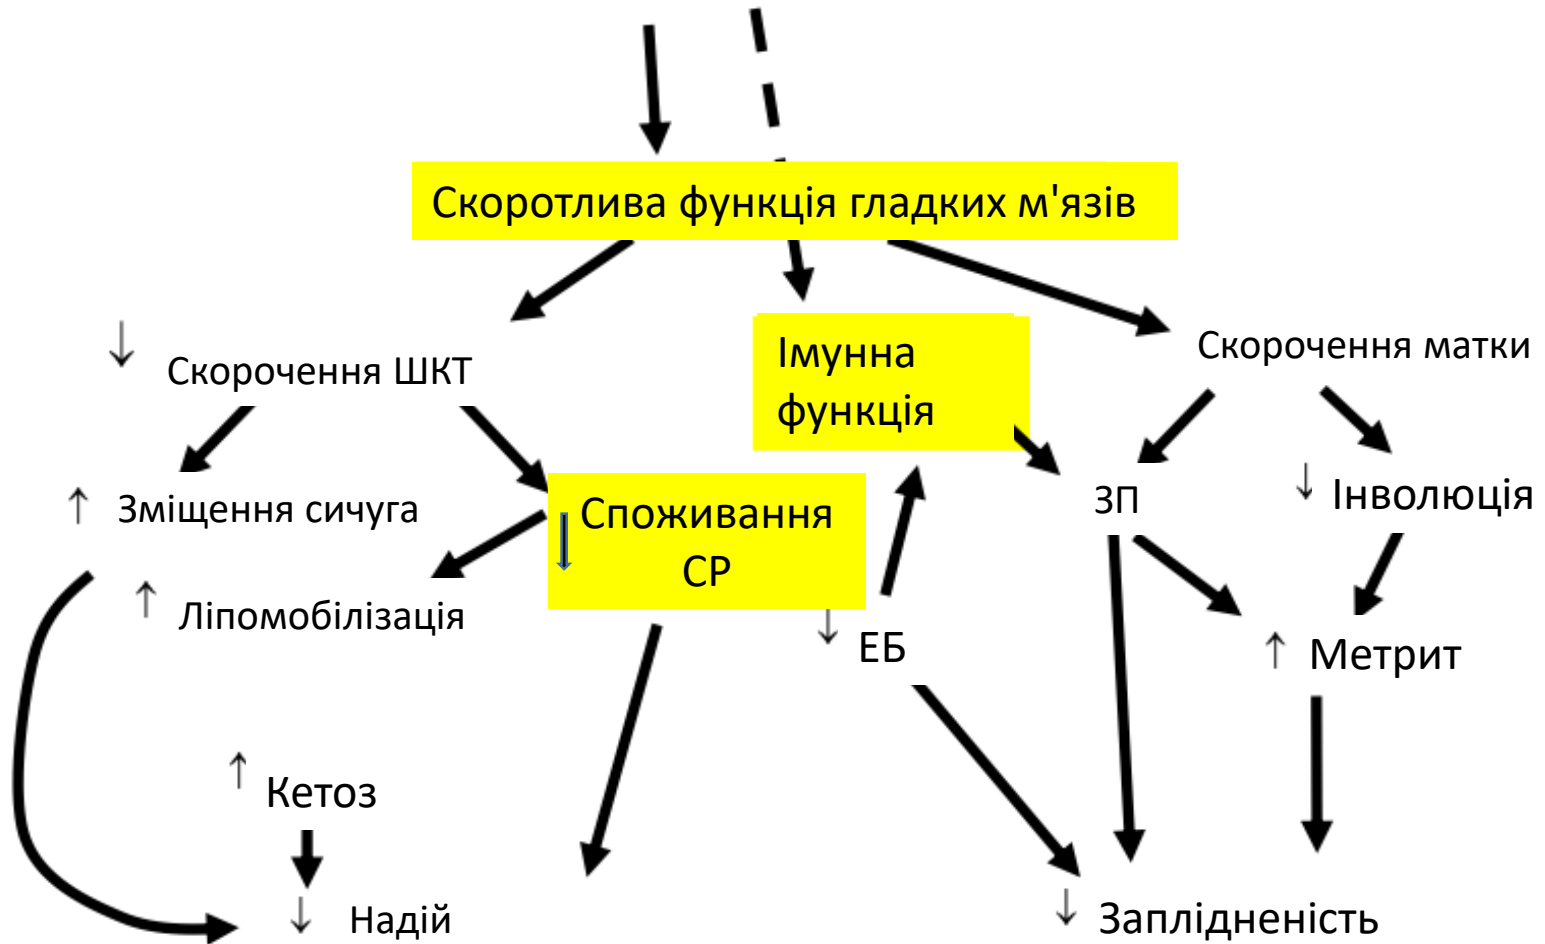 Скоротлива функція гладких м'язів
↓ Скорочення ШКТ
Імунна
функція
Скорочення матки
↑ Зміщення сичуга
↓ Споживання
СР
ЗП
↓ Інволюція
↑ Ліпомобілізація
↓ ЕБ
↑ Метрит
↑ Кетоз
↓ Надій
↓ Заплідненість